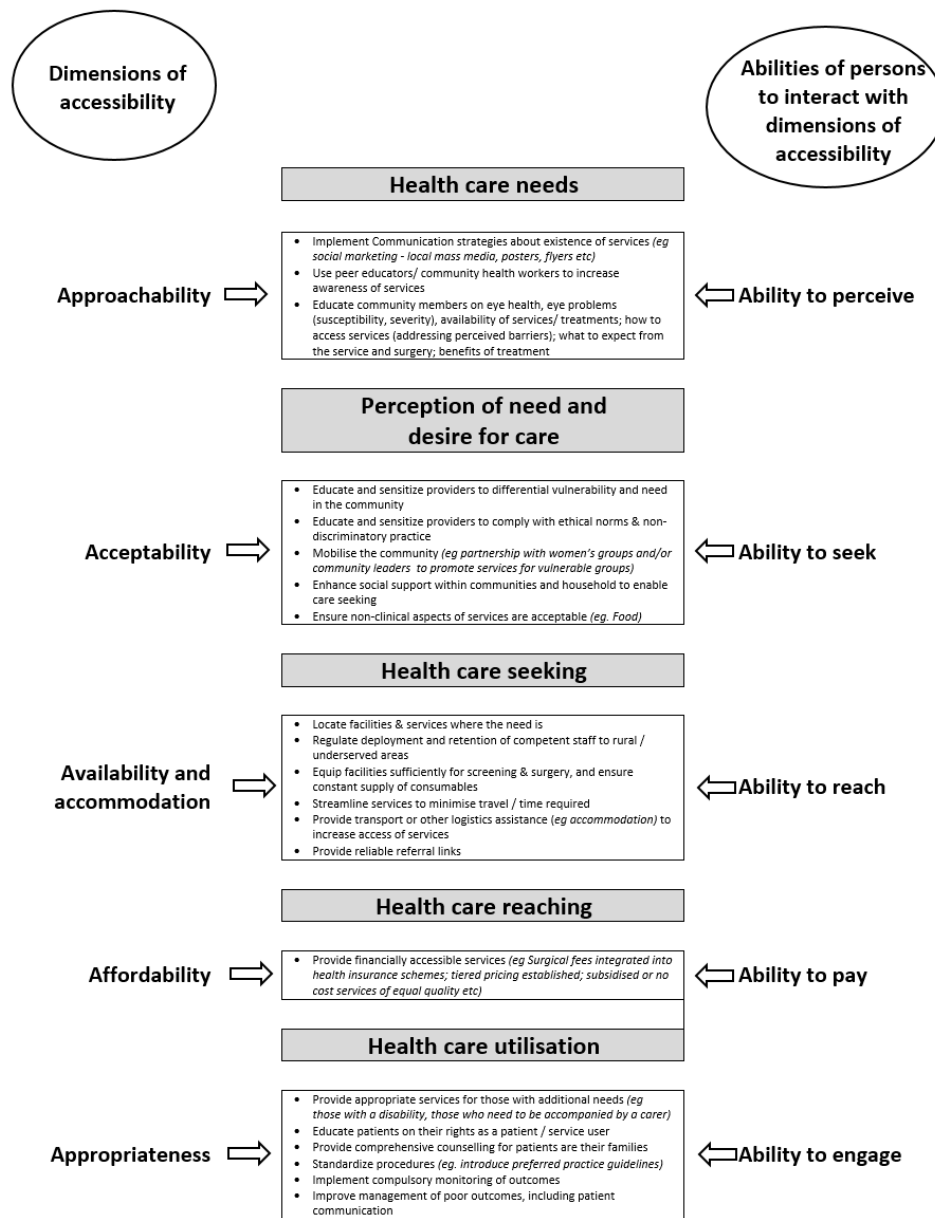 Dimensions of
accessibility
Abilities of persons
to interact with
dimensions of
accessibility
Health care needs
Approachability
• Implement Communication strategies about existence of services (eg
social marketing - local mass media, posters, flyers etc)
• Use peer educators/ community health workers to increase
awareness of services
• Educate community members on eye health, eye problems
(susceptibility, severity), availability of services/ treatments; how to
access services (addressing perceived barriers); what to expect from
the service and surgery; benefits of treatment
Ability to perceive
Perception of need and
desire for care
Acceptability
• Educate and sensitize providers to differential vulnerability and need
in the community
• Educate and sensitize providers to comply with ethical norms & non-
discriminatory practice
• Mobilise the community (eg partnership with women's groups and/or
community leaders to promote services for vulnerable groups)
• Enhance social support within communities and household to enable
care seeking
• Ensure non-clinical aspects of services are acceptable (eg. Food)
Ability to seek
Health care seeking
Availability and
accommodation
• Locate facilities & services where the need is
• Regulate deployment and retention of competent staff to rural /
underserved areas
• Equip facilities sufficiently for screening & surgery, and ensure
constant supply of consumables
• Streamline services to minimise travel / time required
• Provide transport or other logistics assistance (eg accommodation) to
increase access of services
• Provide reliable referral links
Ability to reach
Health care reaching
Affordability
• Provide financially accessible services (eg Surgical fees integrated into
health insurance schemes; tiered pricing established; subsidised or no
cost services of equal quality etc)
Ability to pay
Health care utilisation
Appropriateness
• Provide appropriate services for those with additional needs (eg
those with a disability, those who need to be accompanied by a carer)
• Educate patients on their rights as a patient / service user
• Provide comprehensive counselling for patients are their families
• Standardize procedures (eg. introduce preferred practice guidelines)
• Implement compulsory monitoring of outcomes
• Improve management of poor outcomes, including patient
communication
Ability to engage